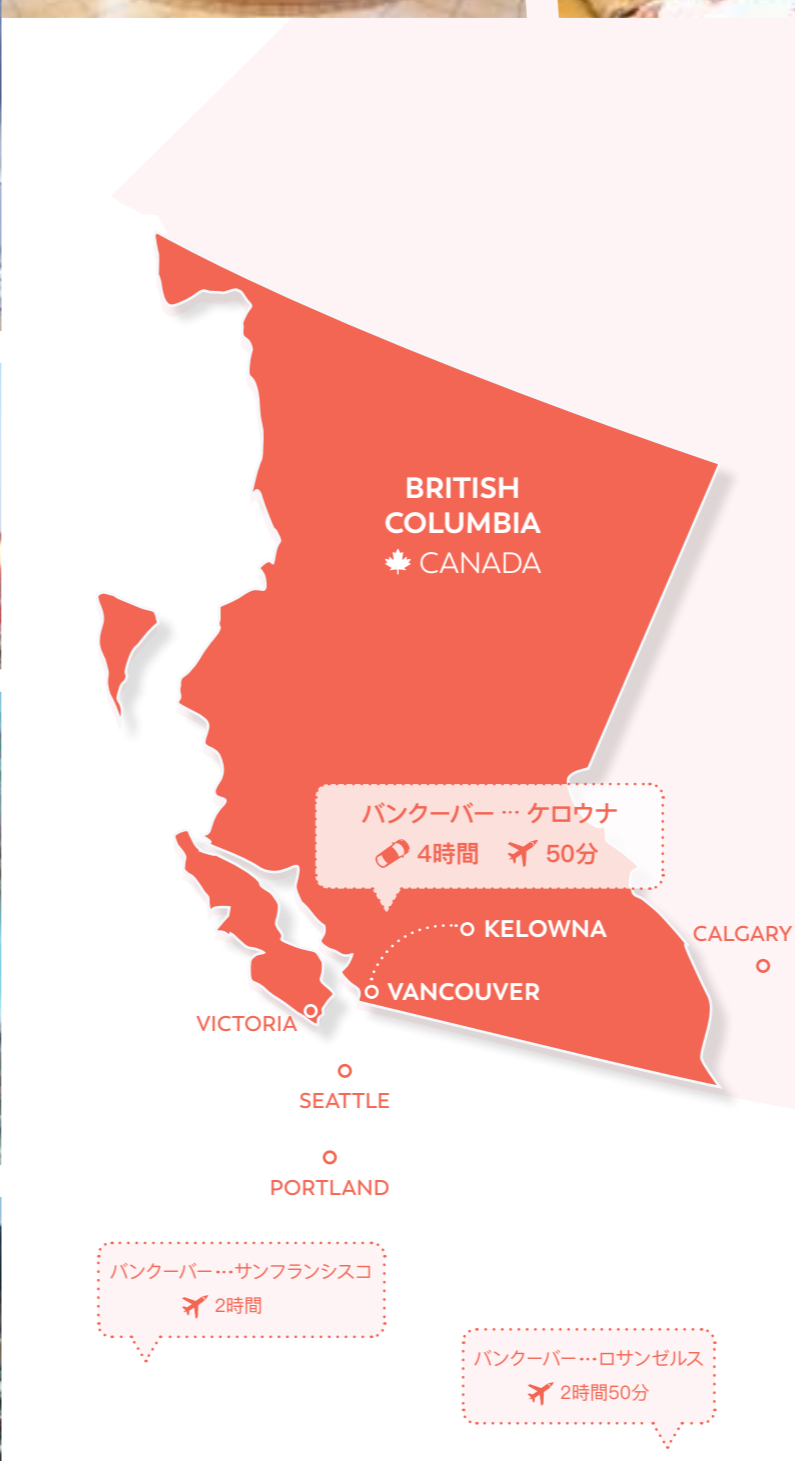 BRITISH
COLUMBIA
CANADA
バンクーバー … ケロウナ
4時間 50分
KELOWNA
CALGARY
VANCOUVER
VICTORIA
SEATTLE
PORTLAND
バンクーバー…サンフランシスコ
2時間
バンクーバー…ロサンゼルス
2時間50分